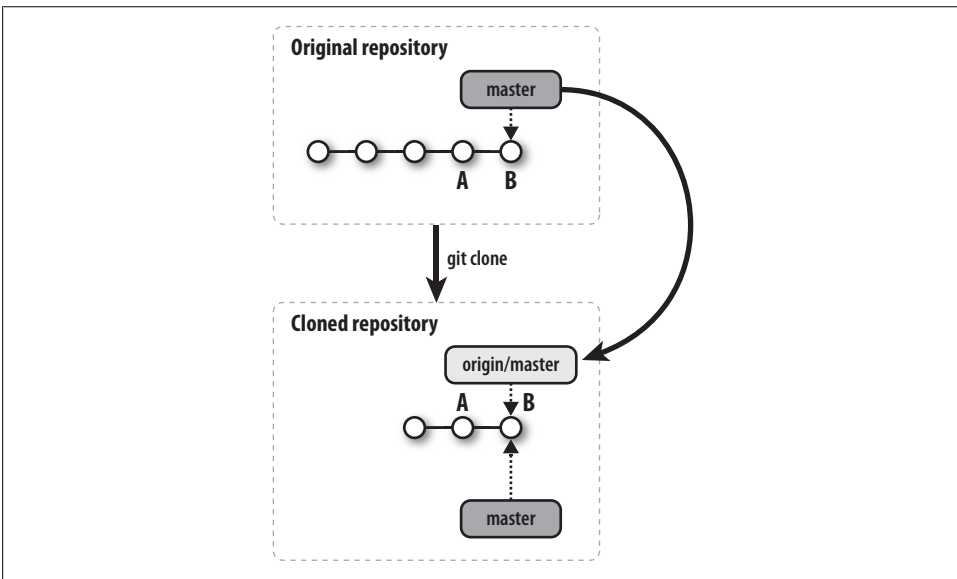 Original repository
master
A B
git clone
Cloned repository
origin/master
A B
master